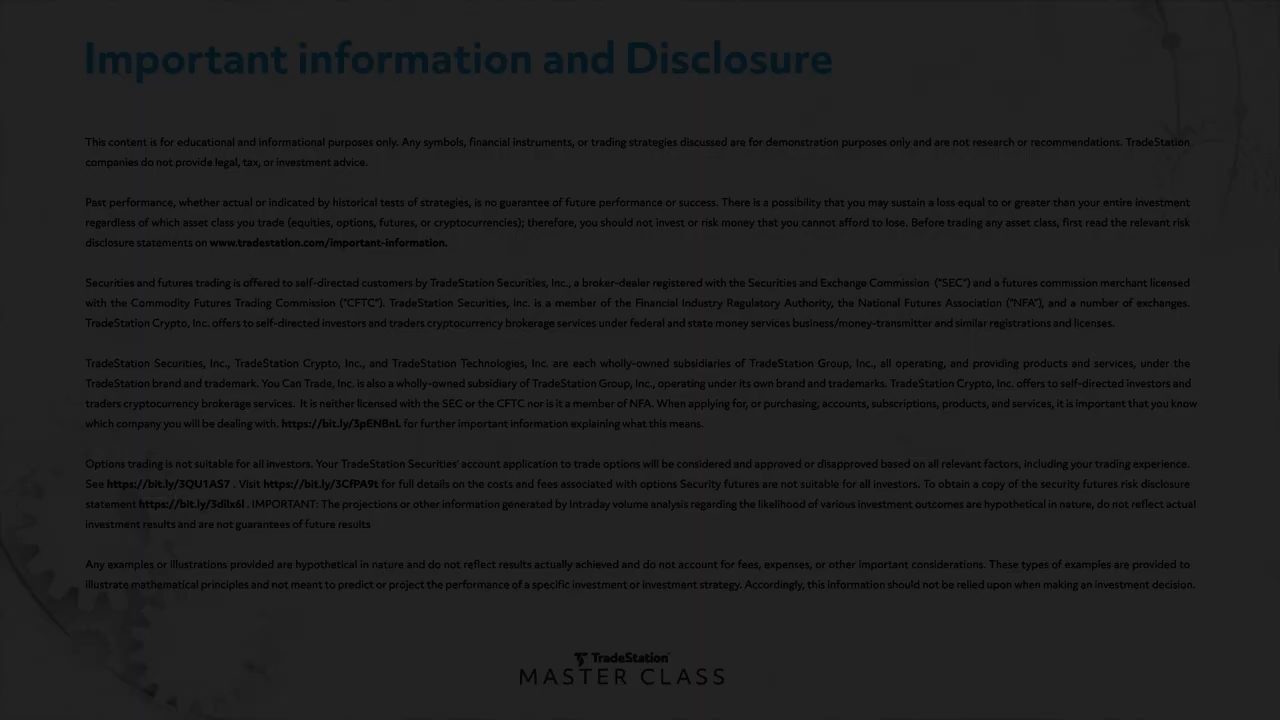 Important information and Disclosure
This content is for educational and informational purposes only. Any symbols, financial instruments, or trading strategies discussed are for demonstration purposes only and are not research or recommendations. TradeStation
companies do not provide legal, tax, or investment advice.
Past performance, whether actual or indicated by historical tests of strategies, is no guarantee of future performance or success. There is a possibility that you may sustain a loss equal to or greater than your entire investment
regardless of which asset class you trade (equities, options, futures, or cryptocurrencies); therefore, you should not invest or risk money that you cannot afford to lose. Before trading any asset class, first read the relevant risk
disclosure statements on www.tradestation.com/important-information.
Securities and futures trading is offered to self-directed customers by TradeStation Securities, Inc., a broker-dealer registered with the Securities and Exchange Commission ("SEC") and a futures commission merchant licensed
with the Commodity Futures Trading Commission ("CFTC"). TradeStation Securities, Inc. is a member of the Financial Industry Regulatory Authority, the National Futures Association ("NFA"), and a number of exchanges.
TradeStation Crypto, Inc. offers to self-directed investors and traders cryptocurrency brokerage services under federal and state money services business/money-transmitter and similar registrations and licenses.
TradeStation Securities, Inc., TradeStation Crypto, Inc., and TradeStation Technologies, Inc. are each wholly-owned subsidiaries of TradeStation Group, Inc., all operating, and providing products and services, under the
TradeStation brand and trademark. You Can Trade, Inc. is also a wholly-owned subsidiary of TradeStation Group, Inc., operating under its own brand and trademarks. TradeStation Crypto, Inc. offers to self-directed investors and
traders cryptocurrency brokerage services. It is neither licensed with the SEC or the CFTC nor is it a member of NFA. When applying for, or purchasing, accounts, subscriptions, products, and services, it is important that you know
which company you will be dealing with. https://bit.ly/3pENBnL for further important information explaining what this means.
Options trading is not suitable for all investors. Your TradeStation Securities' account application to trade options will be considered and approved or disapproved based on all relevant factors, including your trading experience.
See https://bit.ly/3QU1AS7 . Visit https://bit.ly/3CfPA9t for full details on the costs and fees associated with options Security futures are not suitable for all investors. To obtain a copy of the security futures risk disclosure
statement https://bit.ly/3dilx6l . IMPORTANT: The projections or other information generated by Intraday volume analysis regarding the likelihood of various investment outcomes are hypothetical in nature, do not reflect actual
investment results and are not guarantees of future results
Any examples or illustrations provided are hypothetical in nature and do not reflect results actually achieved and do not account for fees, expenses, or other important considerations. These types of examples are provided to
illustrate mathematical principles and not meant to predict or project the performance of a specific investment or investment strategy. Accordingly, this information should not be relied upon when making an investment decision.
TradeStation
MASTER CLASS